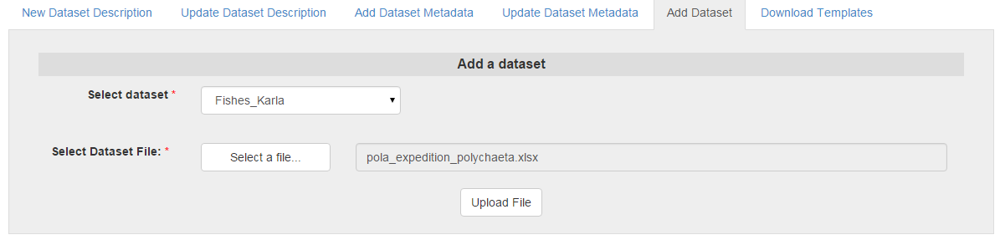 New Dataset Description Update Dataset Description Add Dataset Metadata Update Dataset Metadata Add Dataset Download Templates
Add a dataset
Select dataset * Fishes_Karla
Select Dataset File: * Select a file... pola_expedition_polychaeta.xlsx
Upload File